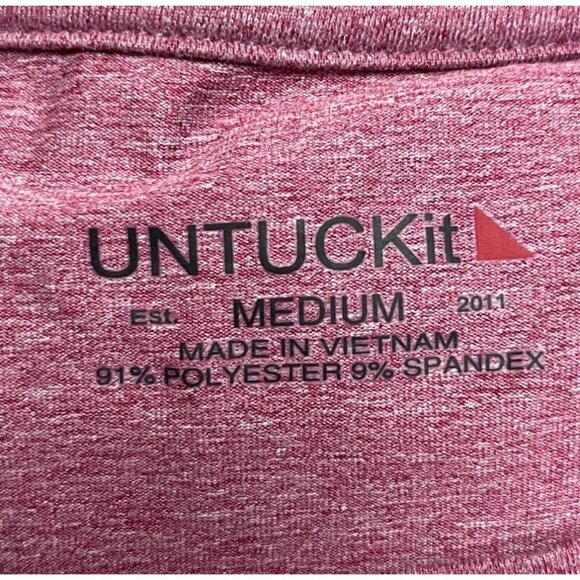 UNTUCKit
Est. MEDIUM 2011
MADE IN VIETNAM
91% POLYESTER 9% SPANDEX